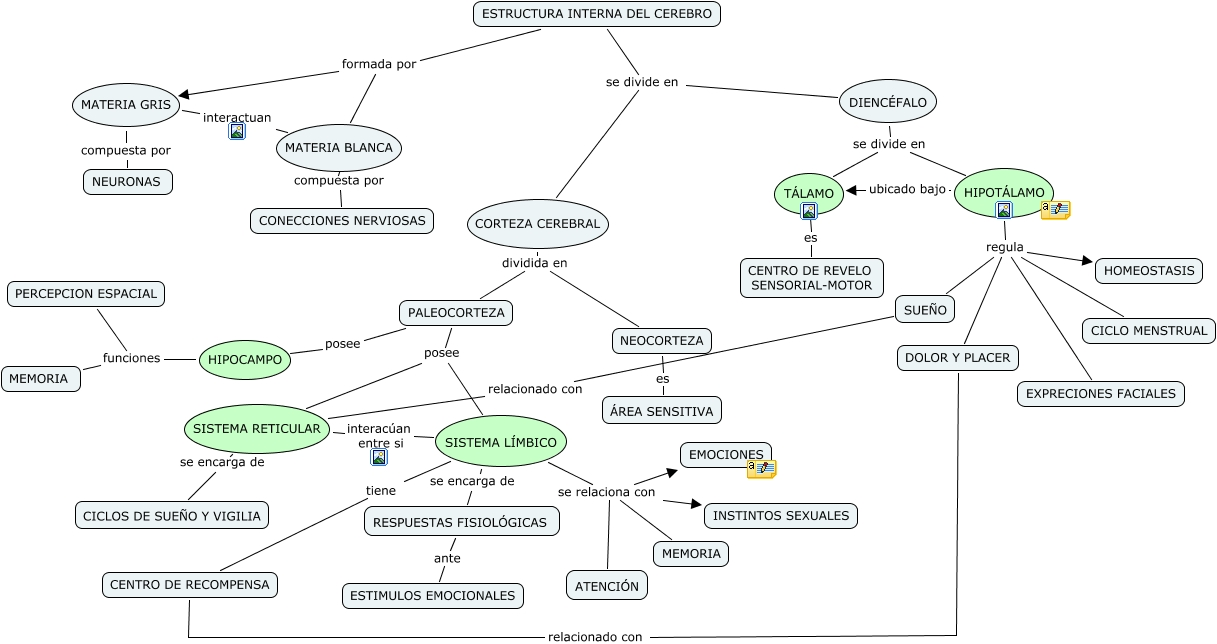 ESTRUCTURA INTERNA DEL CEREBRO
formada por
se divide en
MATERIA GRIS
interactuan
MATERIA BLANCA
compuesta por
NEURONAS
compuesta por
CONECCIONES NERVIOSAS
DIENCÉFALO
se divide en
TÁLAMO
ubicado bajo
HIPOTÁLAMO
a
es
CENTRO DE REVELO
SENSORIAL-MOTOR
regula
HOMEOSTASIS
SUEÑO
CICLO MENSTRUAL
DOLOR Y PLACER
EXPRECIONES FACIALES
CORTEZA CEREBRAL
dividida en
PALEOCORTEZA
NEOCORTEZA
es
ÁREA SENSITIVA
posee
HIPOCAMPO
funciones
PERCEPCION ESPACIAL
MEMORIA
posee
relacionado con
SISTEMA RETICULAR
interacúan
entre si
SISTEMA LÍMBICO
se encarga de
CICLOS DE SUEÑO Y VIGILIA
tiene
CENTRO DE RECOMPENSA
se encarga de
RESPUESTAS FISIOLÓGICAS
ante
ESTIMULOS EMOCIONALES
se relaciona con
EMOCIONES
a
INSTINTOS SEXUALES
MEMORIA
ATENCIÓN
relacionado con